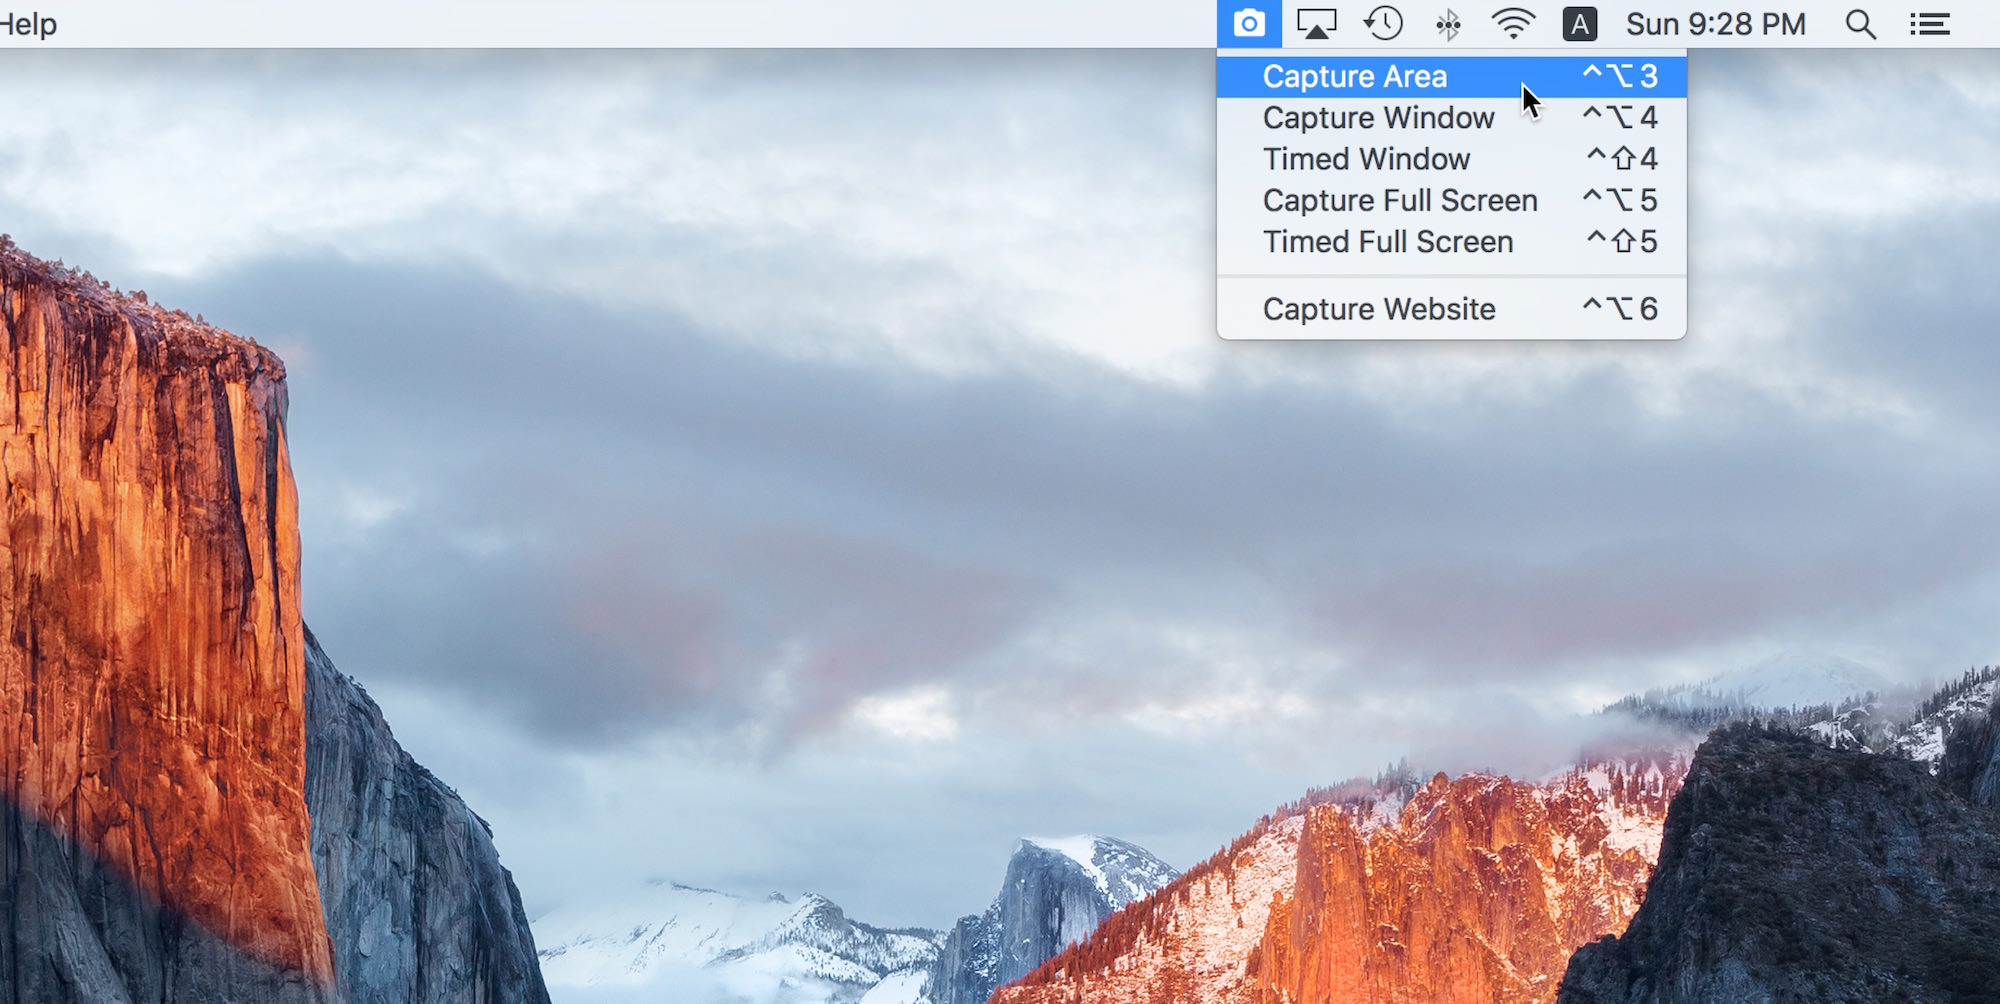 Help
A
Sun 9:28 PM
Capture Area ⌃⌥3
Capture Window ⌃⌥4
Timed Window ⌃⇧4
Capture Full Screen ⌃⌥5
Timed Full Screen ⌃⇧5
Capture Website ⌃⌥6